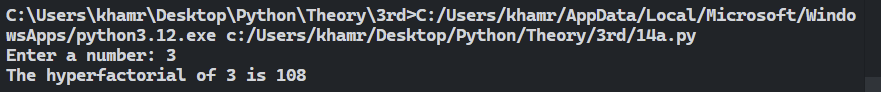 C:\Users\khamr\Desktop\Python\Theory\3rd>C:/Users/khamr/AppData/Local/Microsoft/Windo
wsApps/python3.12.exe c:/Users/khamr/Desktop/Python/Theory/3rd/14a.py
Enter a number: 3
The hyperfactorial of 3 is 108